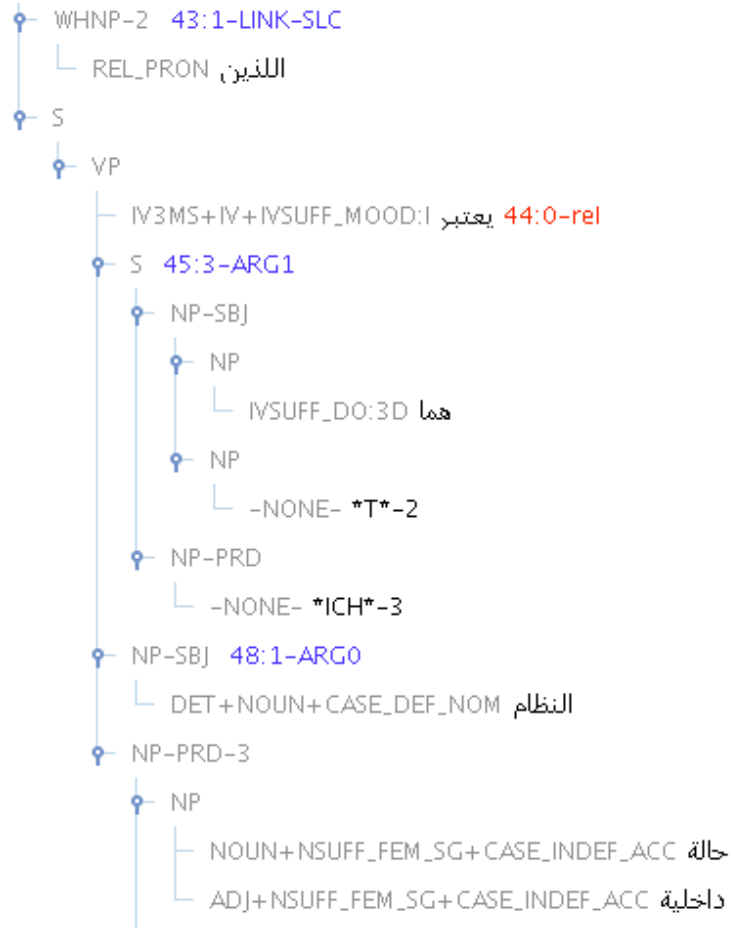 WHNP-2 43:1-LINK-SLC
REL_PRON اللذين
S
VP
IV3MS+IV+IVSUFF_MOOD:I يعتبر 44:0-rel
S 45:3-ARG1
NP-SBJ
NP
IVSUFF_DO:3D هما
NP
-NONE- *T*-2
NP-PRD
-NONE- *ICH*-3
NP-SBJ 48:1-ARG0
DET+NOUN+CASE_DEF_NOM النظام
NP-PRD-3
NP
NOUN+NSUFF_FEM_SG+CASE_INDEF_ACC حالة
ADJ+NSUFF_FEM_SG+CASE_INDEF_ACC داخلية